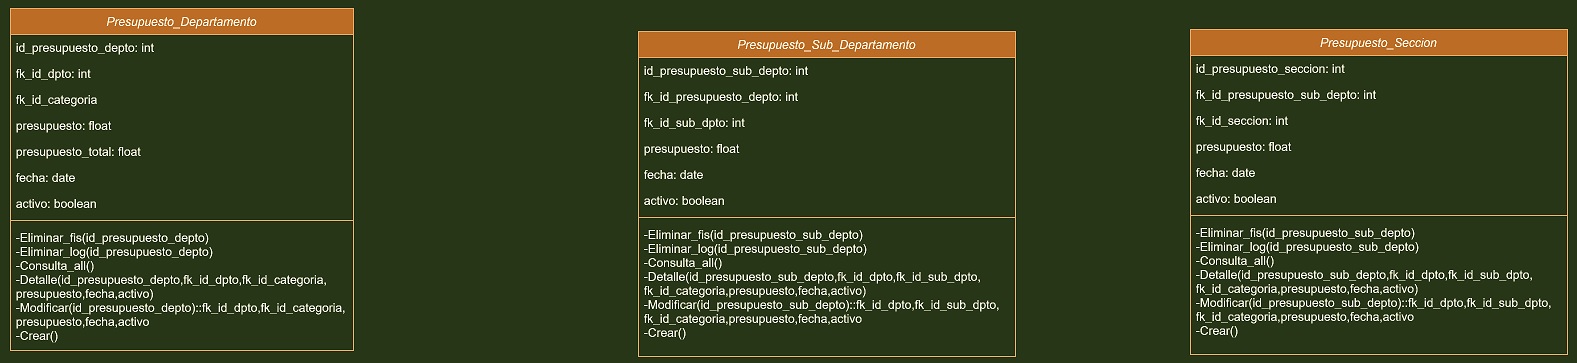 Presupuesto_Departamento
id_presupuesto_depto: int
fk_id_dpto: int
fk_id_categoria
presupuesto: float
presupuesto_total: float
fecha: date
activo: boolean
-Eliminar_fis(id_presupuesto_depto)
-Eliminar_log(id_presupuesto_depto)
-Consulta_all()
-Detalle(id_presupuesto_depto,fk_id_dpto,fk_id_categoria,
presupuesto,fecha,activo)
-Modificar(id_presupuesto_depto)::fk_id_dpto,fk_id_categoria,
presupuesto,fecha,activo
-Crear()
Presupuesto_Sub_Departamento
id_presupuesto_sub_depto: int
fk_id_presupuesto_depto: int
fk_id_sub_dpto: int
presupuesto: float
fecha: date
activo: boolean
-Eliminar_fis(id_presupuesto_sub_depto)
-Eliminar_log(id_presupuesto_sub_depto)
-Consulta_all()
-Detalle(id_presupuesto_sub_depto,fk_id_dpto,fk_id_sub_dpto,
fk_id_categoria,presupuesto,fecha,activo)
-Modificar(id_presupuesto_sub_depto)::fk_id_dpto,fk_id_sub_dpto,
fk_id_categoria,presupuesto,fecha,activo
-Crear()
Presupuesto_Seccion
id_presupuesto_seccion: int
fk_id_presupuesto_sub_depto: int
fk_id_seccion: int
presupuesto: float
fecha: date
activo: boolean
-Eliminar_fis(id_presupuesto_sub_depto)
-Eliminar_log(id_presupuesto_sub_depto)
-Consulta_all()
-Detalle(id_presupuesto_sub_depto,fk_id_dpto,fk_id_sub_dpto,
fk_id_categoria,presupuesto,fecha,activo)
-Modificar(id_presupuesto_sub_depto)::fk_id_dpto,fk_id_sub_dpto,
fk_id_categoria,presupuesto,fecha,activo
-Crear()